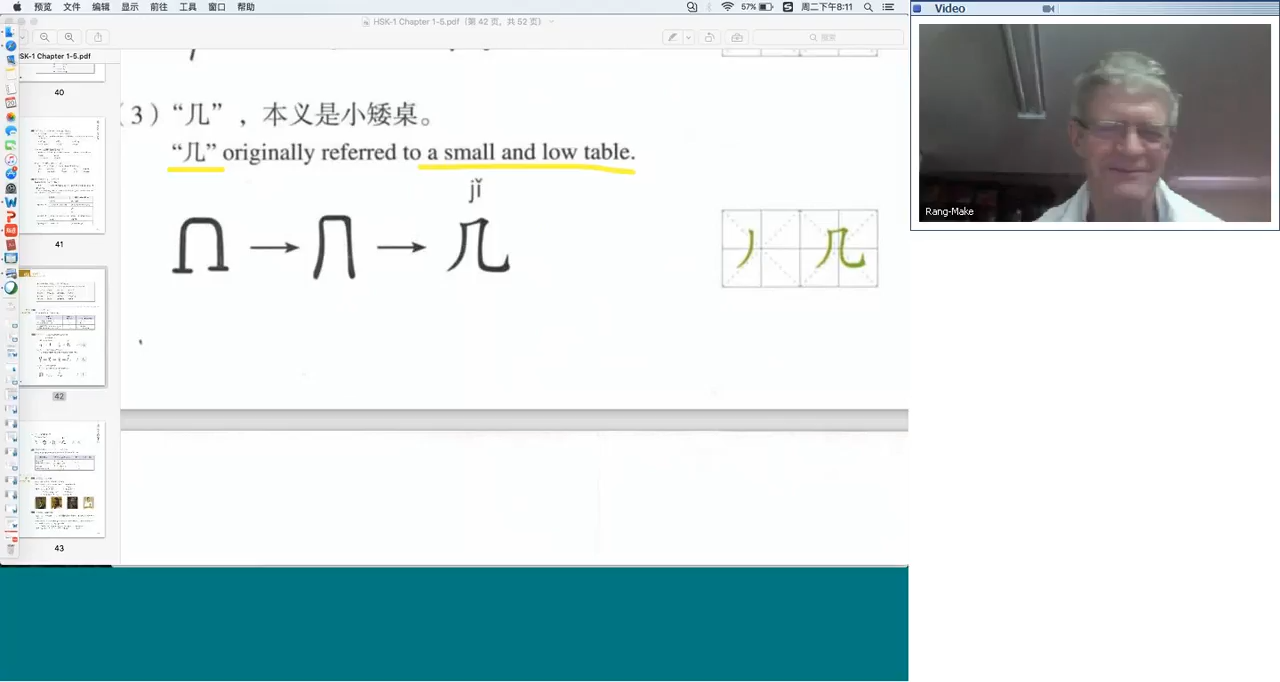 预览 文件 编辑 显示 前往 工具 窗口 帮助
57% 周二下午8:11
HSK-1 Chapter 1-5.pdf（第 42 页，共 52 页）
搜索
HSK-1 Chapter 1-5.pdf
40
41
42
43
（3）“几”，本义是小矮桌。
“几” originally referred to a small and low table.
jǐ
几
丿 几
Video
Rang-Make